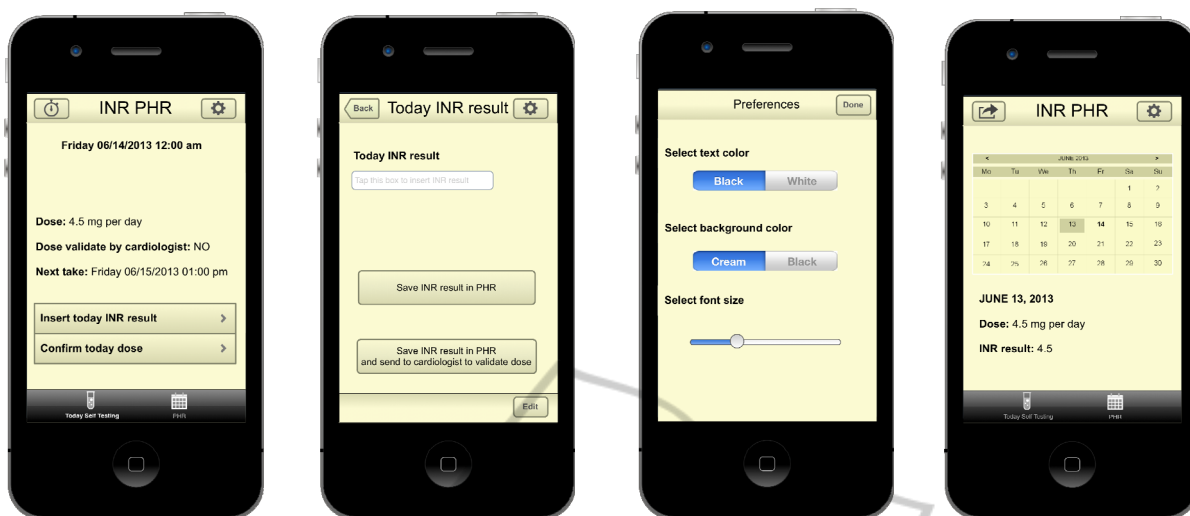 INR PHR
Friday 06/14/2013 12:00 am
Dose: 4.5 mg per day
Dose validate by cardiologist: NO
Next take: Friday 06/15/2013 01:00 pm
Insert today INR result >
Confirm today dose >
Today Self Testing PHR
Back Today INR result
Today INR result
Tap this box to insert INR result
Save INR result in PHR
Save INR result in PHR
and send to cardiologist to validate dose
Edit
Preferences Done
Select text color
Black White
Select background color
Cream Black
Select font size
INR PHR
< JUNE 2013 >
Mo Tu We Th Fr Sa Su
1 2
3 4 5 6 7 8 9
10 11 12 13 14 15 16
17 18 19 20 21 22 23
24 25 26 27 28 29 30
JUNE 13, 2013
Dose: 4.5 mg per day
INR result: 4.5
Today Self Testing PHR